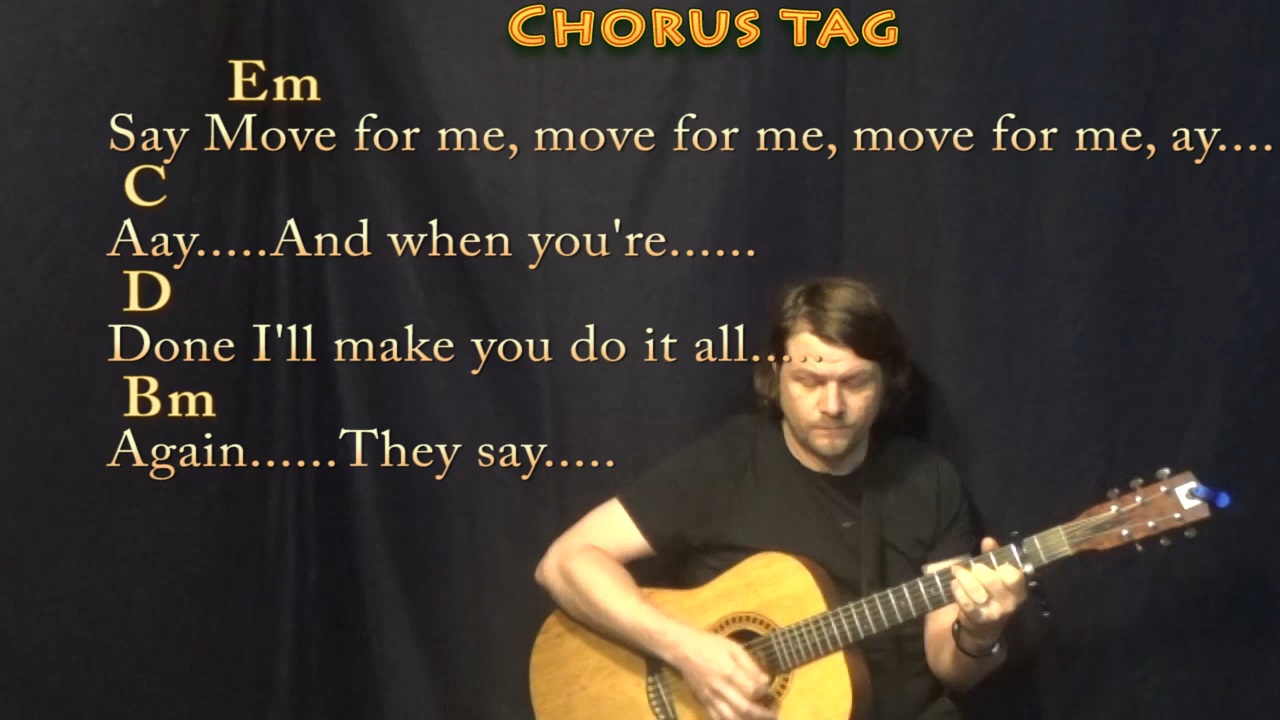 CHORUS TAG
Em
Say Move for me, move for me, move for me, ay....
C
Aay.....And when you're......
D
Done I'll make you do it all.....
Bm
Again......They say.....